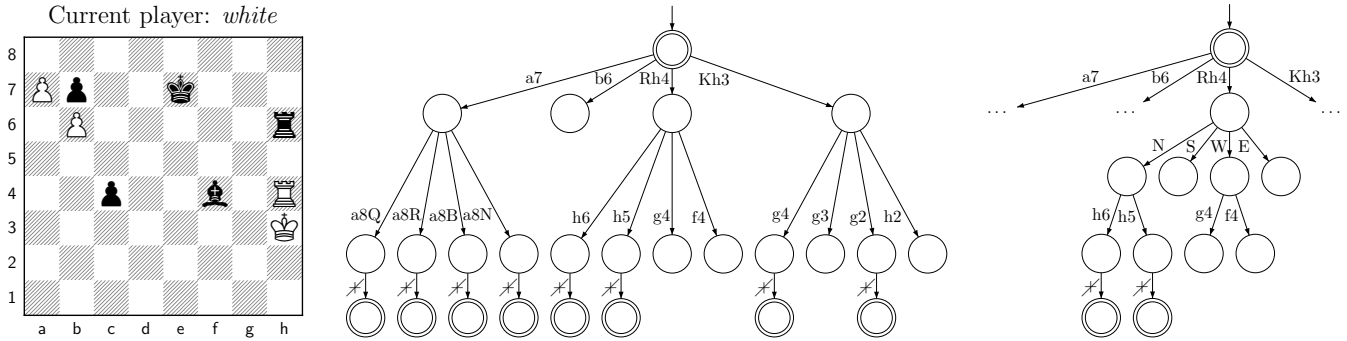 Current player: white
8
7
6
5
4
3
2
1
a b c d e f g h
a7 b6 Rh4 Kh3
a8Q a8R a8B a8N h6 h5 g4 f4 g4 g3 g2 h2
+ + + + + + + +
a7 b6 Rh4 Kh3
... ... ...
N S W E
h6 h5 g4 f4
+ +